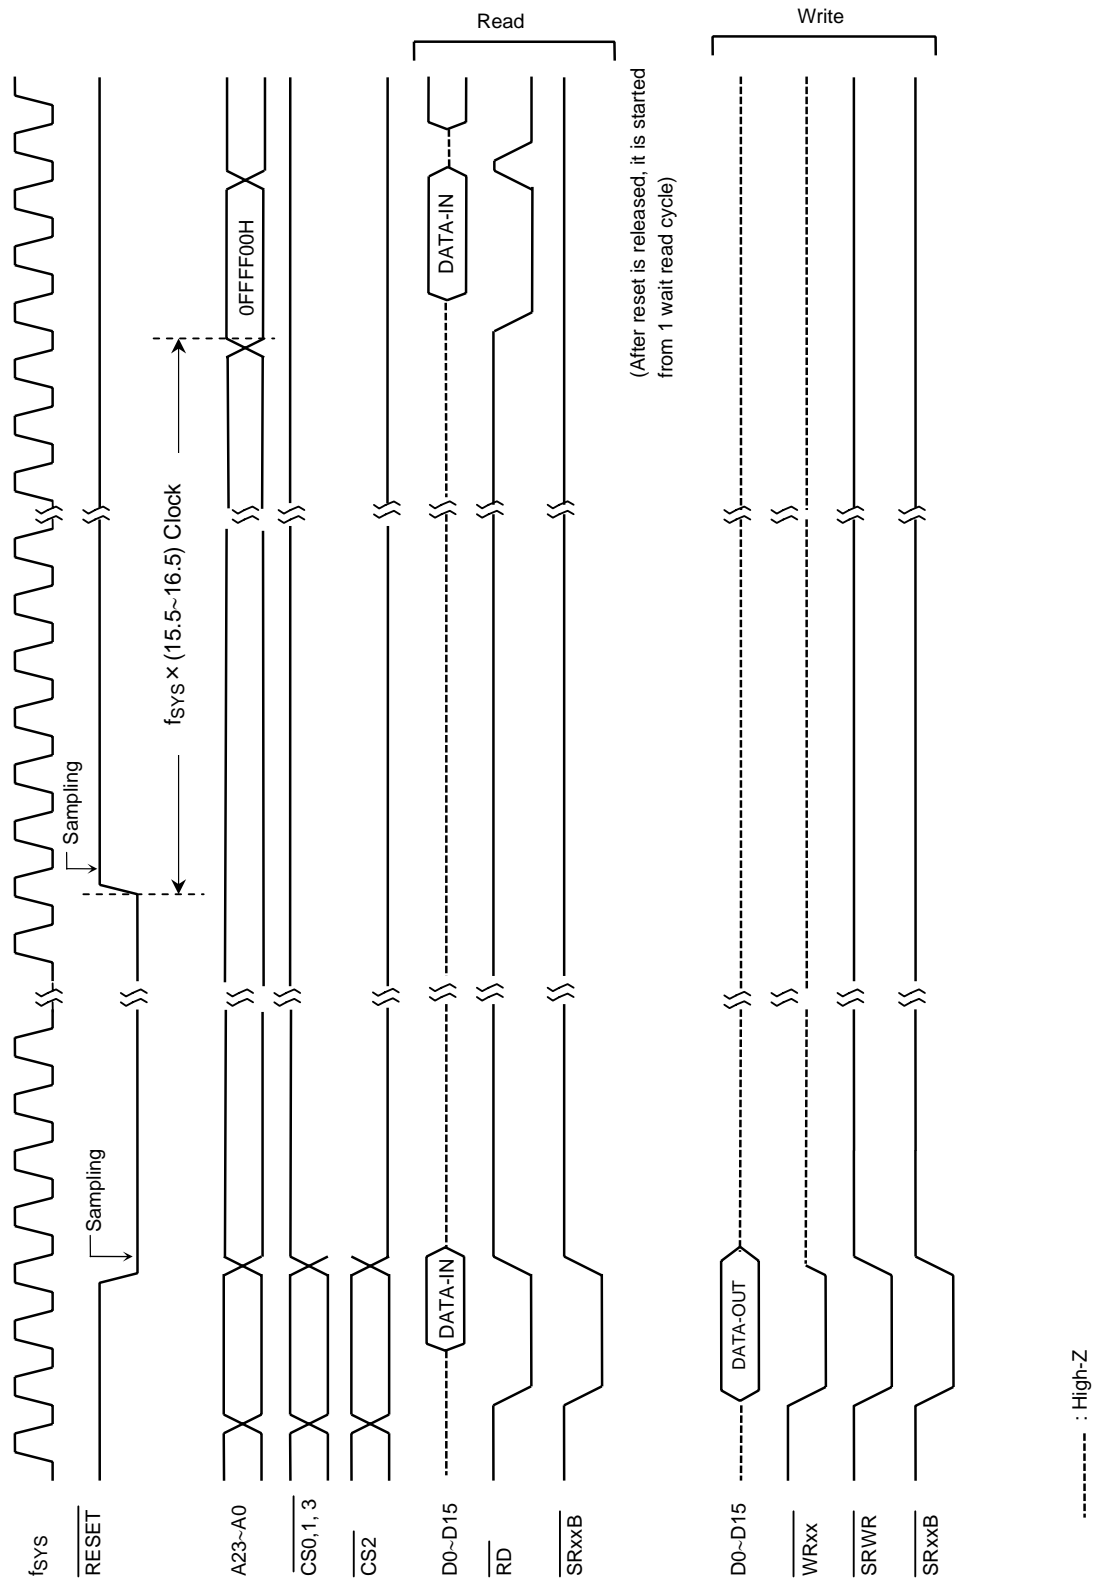 Read
Write
(After reset is released, it is started
from 1 wait read cycle)
DATA-IN
0FFFF00H
fSYS × (15.5~16.5) Clock
Sampling
Sampling
DATA-IN
DATA-OUT
fSYS
RESET
A23~A0
CS0,1, 3
CS2
D0~D15
RD
SRxxB
D0~D15
WRxx
SRWR
SRxxB
: High-Z